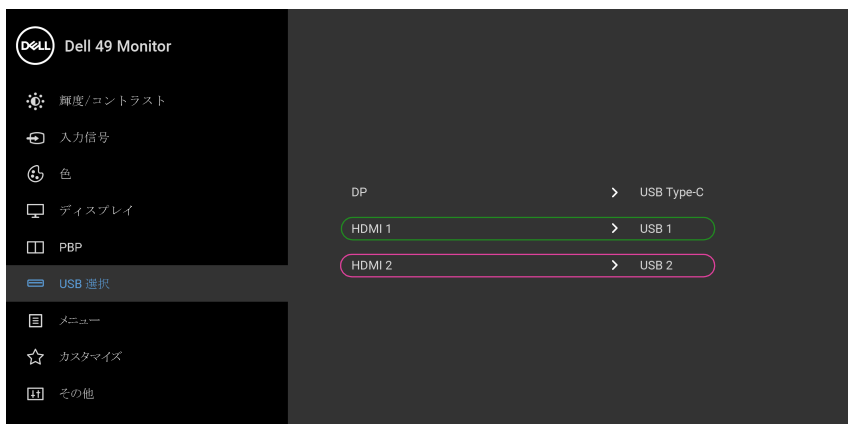 DELL
Dell 49 Monitor
輝度/コントラスト
入力信号
色
ディスプレイ
PBP
USB 選択
メニュー
カスタマイズ
その他
DP > USB Type-C
HDMI 1 > USB 1
HDMI 2 > USB 2